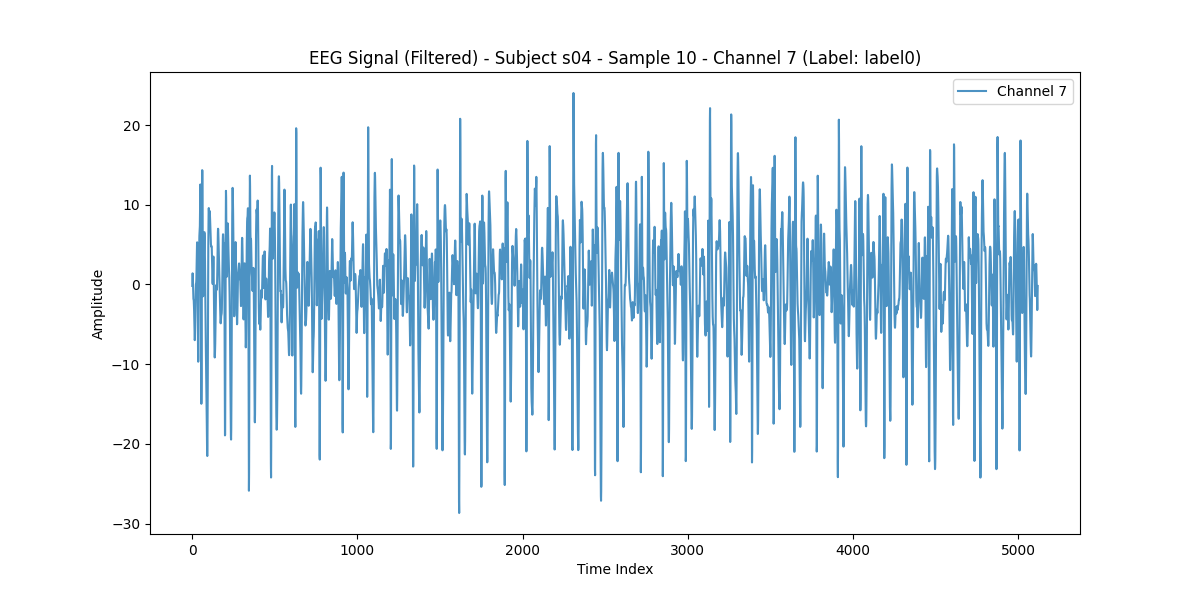 EEG Signal (Filtered) - Subject s04 - Sample 10 - Channel 7 (Label: label0)
Channel 7
20
10
0
−10
−20
−30
Amplitude
0 1000 2000 3000 4000 5000
Time Index